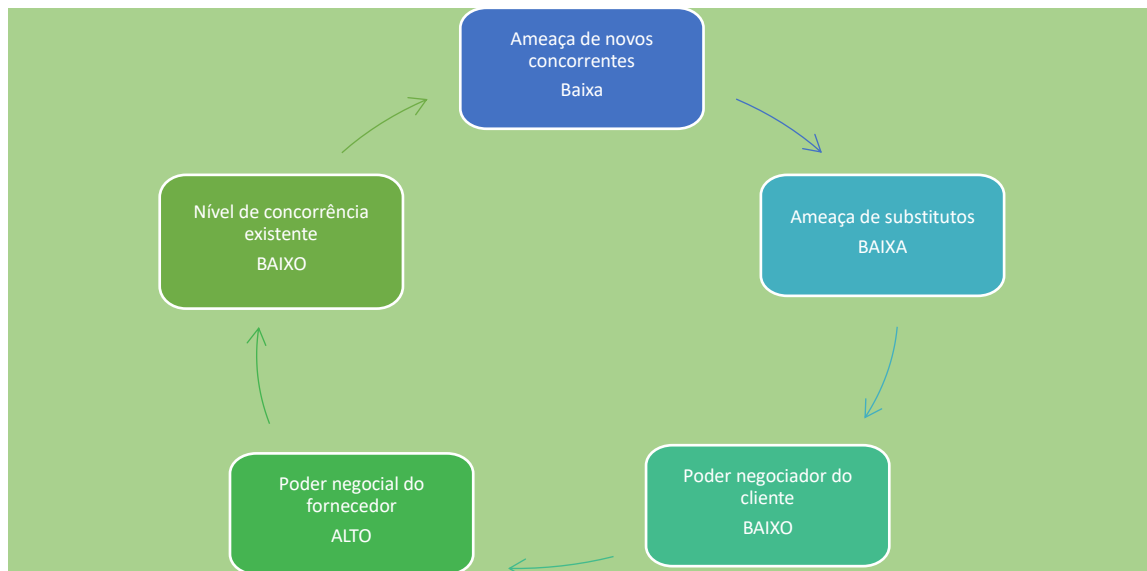 Ameaça de novos
concorrentes
Baixa
Ameaça de substitutos
BAIXA
Poder negociador do
cliente
BAIXO
Poder negocial do
fornecedor
ALTO
Nível de concorrência
existente
BAIXO